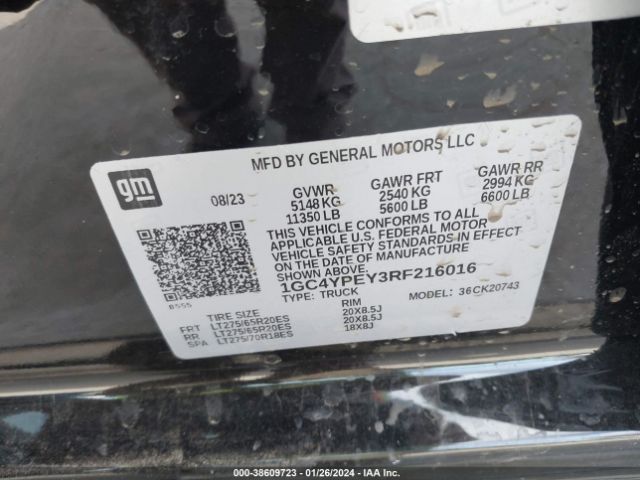 MFD BY GENERAL MOTORS LLC
gm
08/23 GVWR GAWR FRT GAWR RR
5148 KG 2540 KG 2994 KG
11350 LB 5600 LB 6600 LB
THIS VEHICLE CONFORMS TO ALL
APPLICABLE U.S. FEDERAL MOTOR
VEHICLE SAFETY STANDARDS IN EFFECT
ON THE DATE OF MANUFACTURE
SHOWN ABOVE.
1GC4YPEY3RF216016
B555 TYPE: TRUCK MODEL: 36CK20743
TIRE SIZE RIM
FRT LT275/65R20ES 20X8.5J
RR LT275/65R20ES 20X8.5J
SPA LT275/70R18ES 18X8J
000-38609723 - 01/26/2024 - IAA Inc.